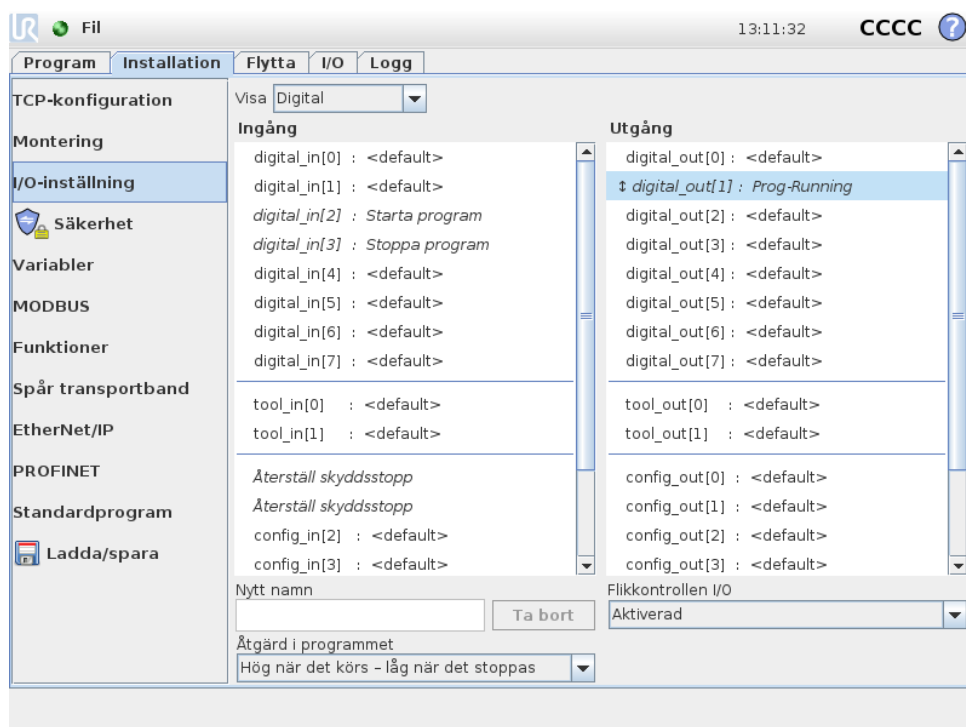 UR Fil 13:11:32 CCCC ?
Program Installation Flytta I/O Logg
TCP-konfiguration
Montering
I/O-inställning
Säkerhet
Variabler
MODBUS
Funktioner
Spår transportband
EtherNet/IP
PROFINET
Standardprogram
Ladda/spara
Visa Digital
Ingång
digital_in[0] : <default>
digital_in[1] : <default>
digital_in[2] : Starta program
digital_in[3] : Stoppa program
digital_in[4] : <default>
digital_in[5] : <default>
digital_in[6] : <default>
digital_in[7] : <default>
tool_in[0] : <default>
tool_in[1] : <default>
Återställ skyddsstopp
Återställ skyddsstopp
config_in[2] : <default>
config_in[3] : <default>
Nytt namn
Ta bort
Åtgärd i programmet
Hög när det körs – låg när det stoppas
Utgång
digital_out[0] : <default>
↕ digital_out[1] : Prog-Running
digital_out[2] : <default>
digital_out[3] : <default>
digital_out[4] : <default>
digital_out[5] : <default>
digital_out[6] : <default>
digital_out[7] : <default>
tool_out[0] : <default>
tool_out[1] : <default>
config_out[0] : <default>
config_out[1] : <default>
config_out[2] : <default>
config_out[3] : <default>
Flikkontrollen I/O
Aktiverad